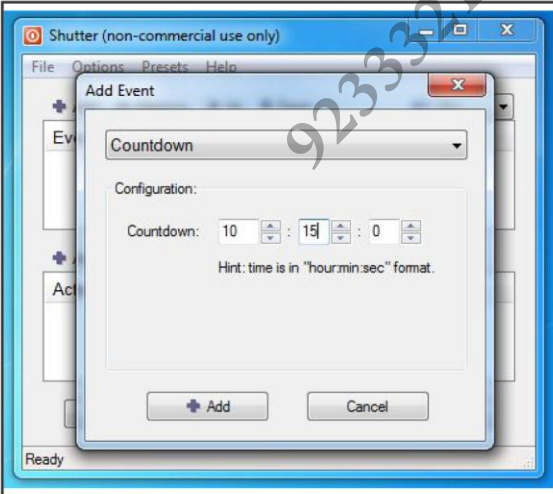 Shutter (non-commercial use only)
File Options Presets Help
Add Event
Countdown
Configuration:
Countdown: 10 : 15 : 0
Hint: time is in "hour:min:sec" format.
Add Cancel
Ready